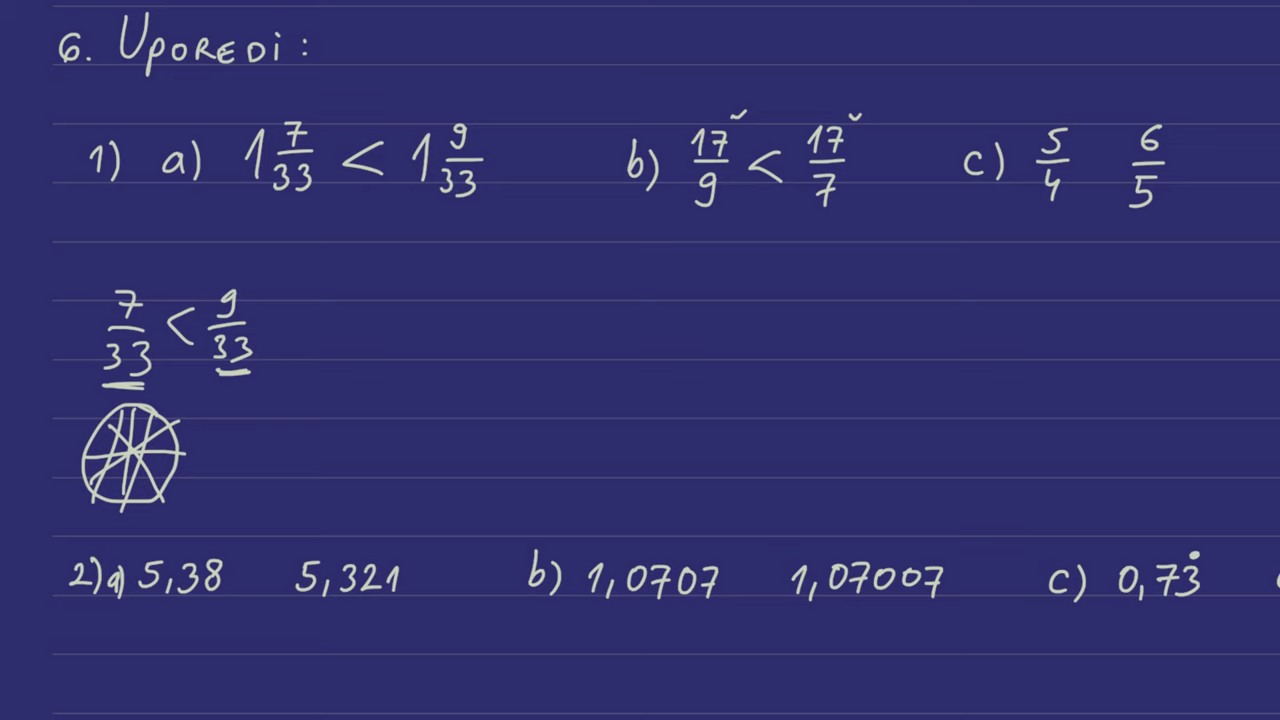 6. UPOREDi:
1) a) 1 7/33 < 1 9/33 b) 17/9 < 17/7 c) 5/4 6/5
7/33 < 9/33
2) a) 5,38 5,321 b) 1,0707 1,07007 c) 0,73̇